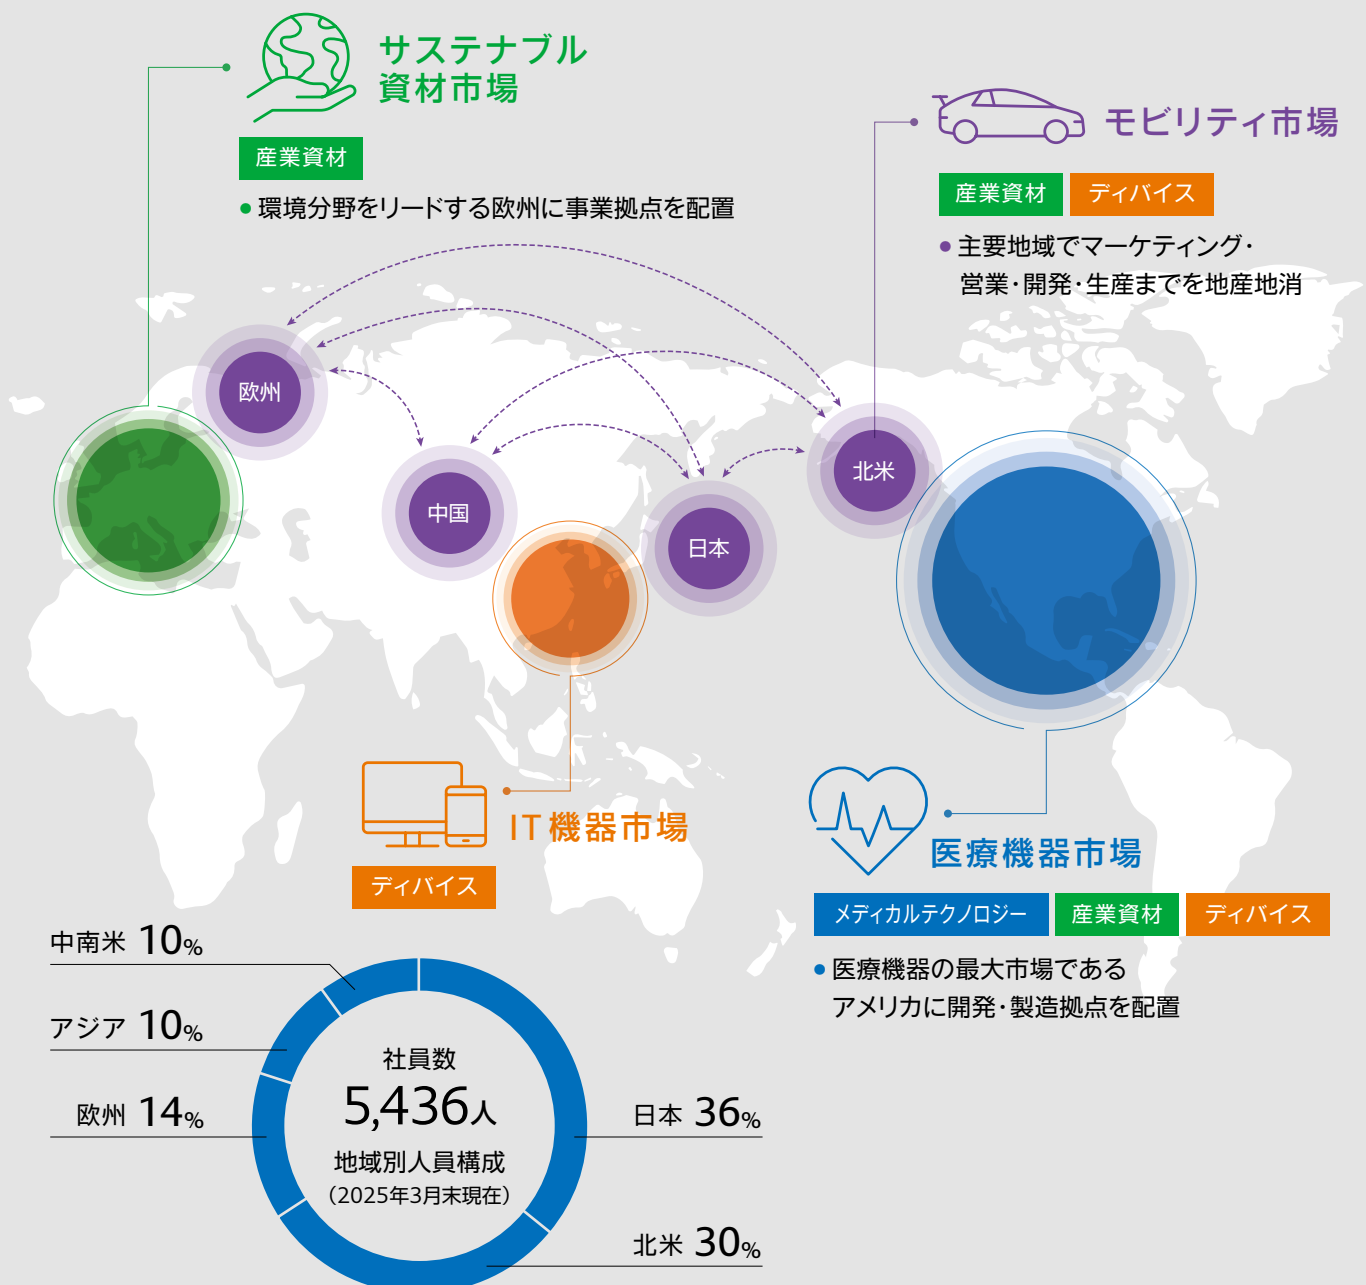 サステナブル
資材市場
産業資材
● 環境分野をリードする欧州に事業拠点を配置
モビリティ市場
産業資材 ディバイス
● 主要地域でマーケティング・
営業・開発・生産までを地産地消
欧州
中国
日本
北米
IT機器市場
ディバイス
医療機器市場
メディカルテクノロジー 産業資材 ディバイス
● 医療機器の最大市場である
アメリカに開発・製造拠点を配置
中南米 10%
アジア 10%
欧州 14%
社員数
5,436人
地域別人員構成
(2025年3月末現在)
日本 36%
北米 30%